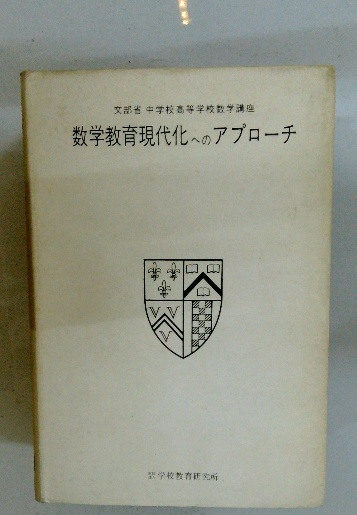 文部省 中学校高等学校数学講座
数学教育現代化へのアプローチ
学校教育研究所